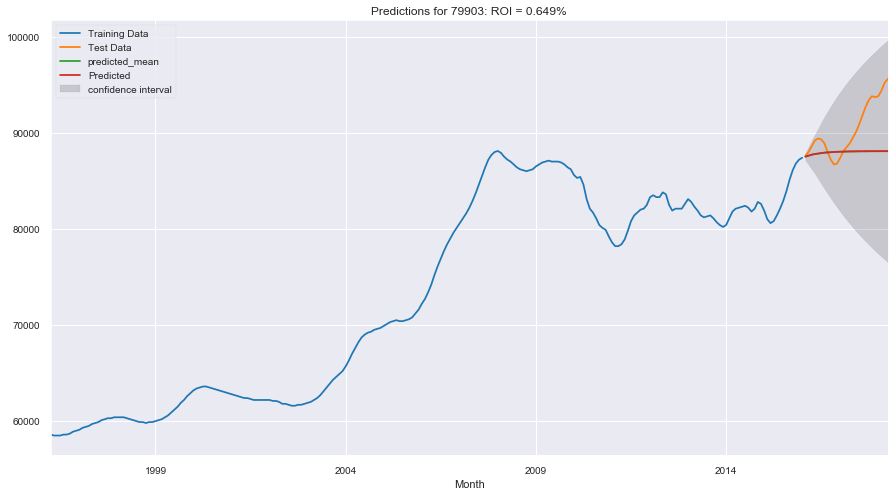 Predictions for 79903: ROI = 0.649%
Training Data
Test Data
predicted_mean
Predicted
confidence interval
100000
90000
80000
70000
60000
1999
2004
2009
2014
Month